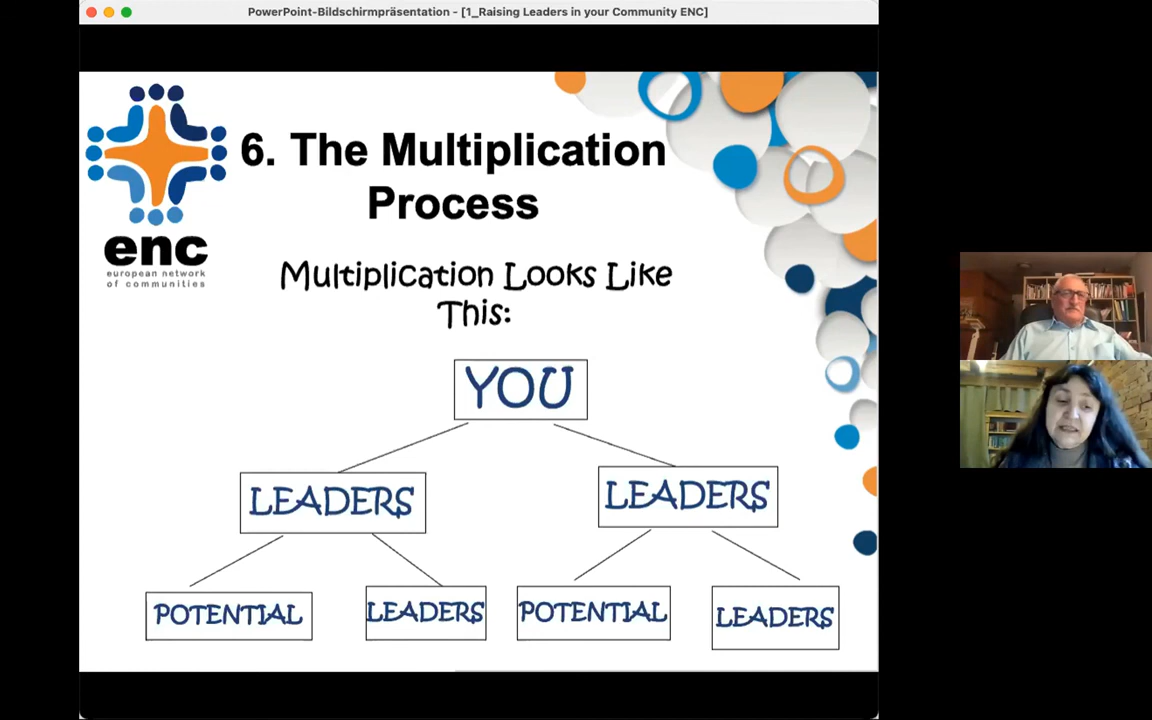 PowerPoint-Bildschirmpräsentation - [1_Raising Leaders in your Community ENC]
enc
european network
of communities
6. The Multiplication
Process
Multiplication Looks Like
This:
YOU
LEADERS
LEADERS
POTENTIAL
LEADERS
POTENTIAL
LEADERS